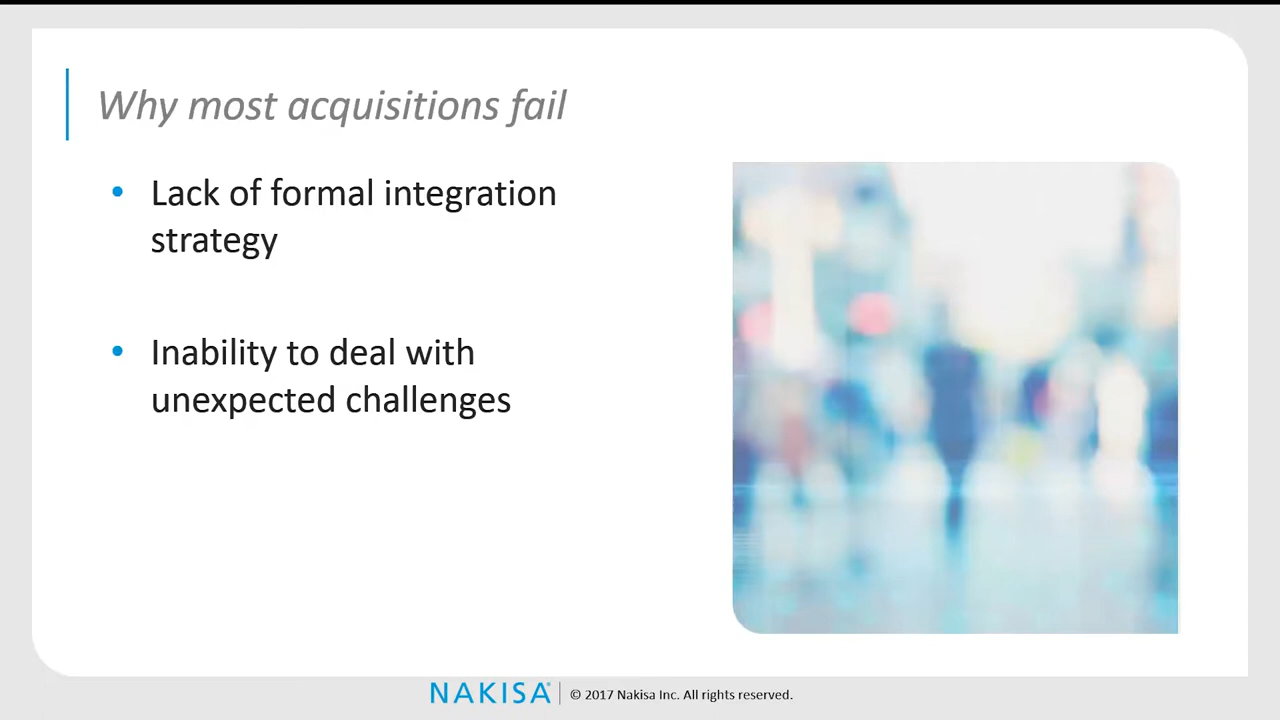 Why most acquisitions fail
• Lack of formal integration
strategy
• Inability to deal with
unexpected challenges
NAKISA® | © 2017 Nakisa Inc. All rights reserved.